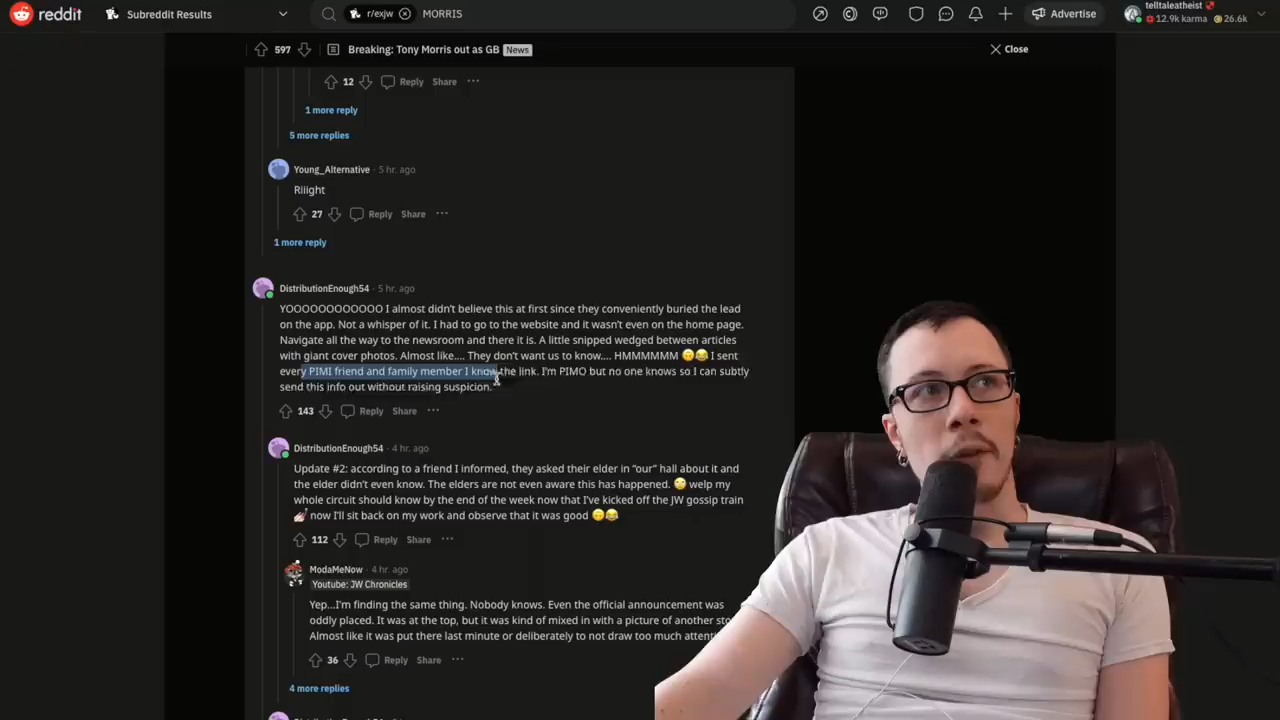 reddit
Subreddit Results
r/exjw
MORRIS
Advertise
telltaleatheist
12.9k karma
26.6k
597
Breaking: Tony Morris out as GB
News
Close
12
Reply
Share
1 more reply
5 more replies
Young_Alternative · 5 hr. ago
Riiight
27
Reply
Share
1 more reply
DistributionEnough54 · 5 hr. ago
YOOOOOOOOOOOO I almost didn't believe this at first since they conveniently buried the lead
on the app. Not a whisper of it. I had to go to the website and it wasn't even on the home page.
Navigate all the way to the newsroom and there it is. A little snipped wedged between articles
with giant cover photos. Almost like.... They don't want us to know.... HMMMMMM 🤭😂 I sent
every PIMI friend and family member I know the link. I'm PIMO but no one knows so I can subtly
send this info out without raising suspicion.
143
Reply
Share
DistributionEnough54 · 4 hr. ago
Update #2: according to a friend I informed, they asked their elder in “our” hall about it and
the elder didn't even know. The elders are not even aware this has happened. 🙄 welp my
whole circuit should know by the end of the week now that I've kicked off the JW gossip train
💅🏻 now I'll sit back on my work and observe that it was good 🤭😂
112
Reply
Share
ModaMeNow · 4 hr. ago
Youtube: JW Chronicles
Yep...I'm finding the same thing. Nobody knows. Even the official announcement was
oddly placed. It was at the top, but it was kind of mixed in with a picture of another
Almost like it was put there last minute or deliberately to not draw too much
36
Reply
Share
4 more replies